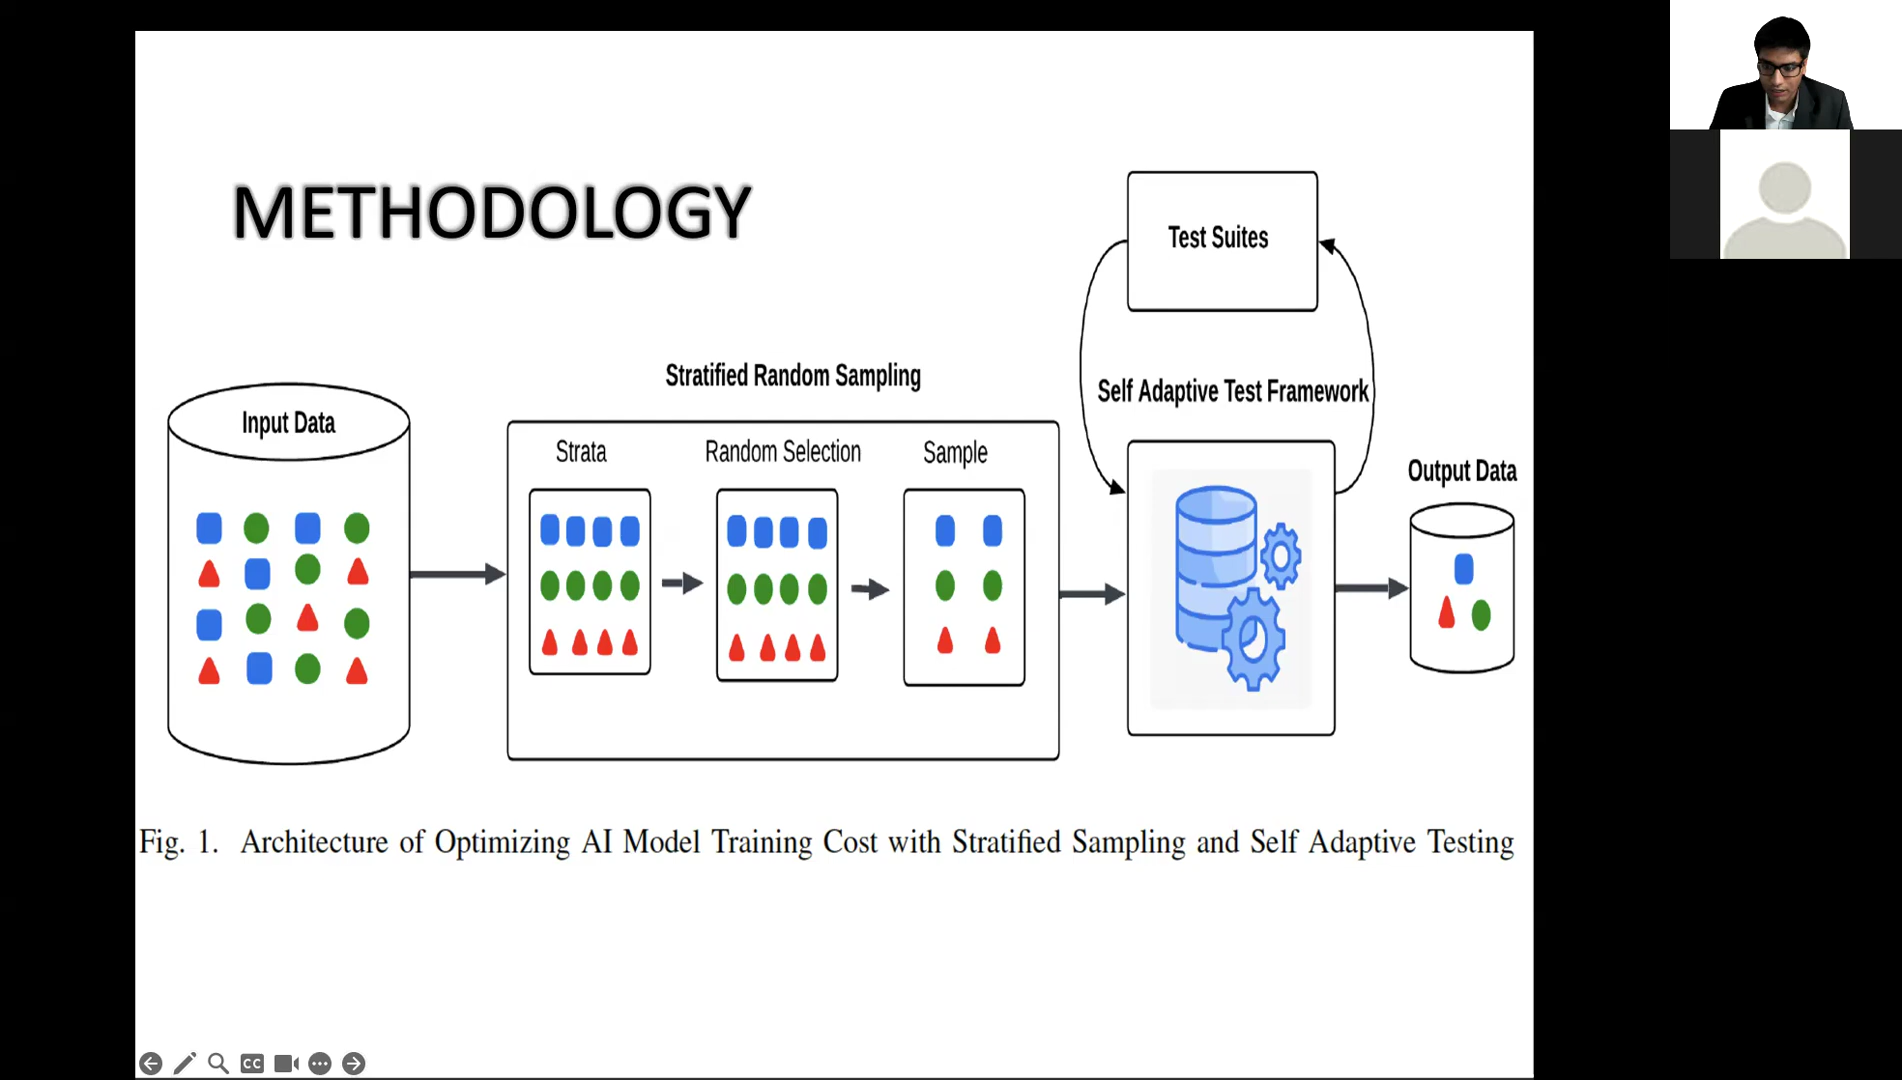 METHODOLOGY
Test Suites
Stratified Random Sampling
Self Adaptive Test Framework
Input Data
Strata
Random Selection
Sample
Output Data
Fig. 1. Architecture of Optimizing AI Model Training Cost with Stratified Sampling and Self Adaptive Testing
CC